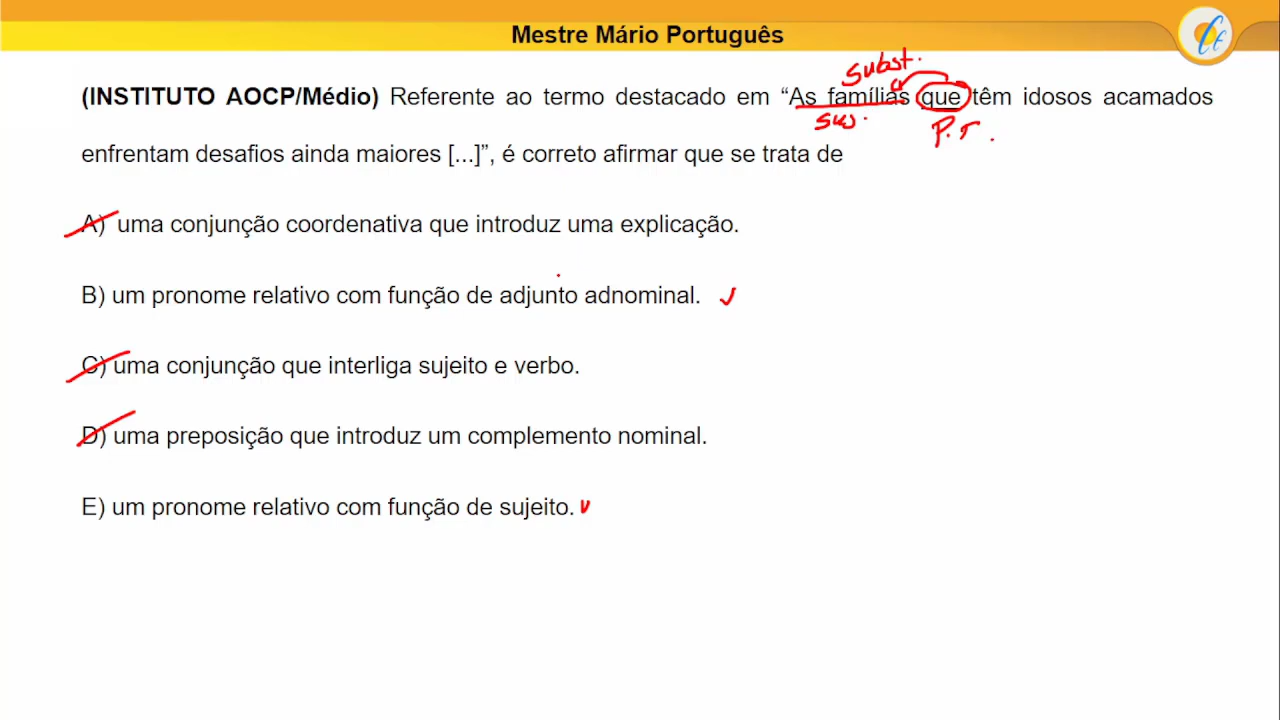 Mestre Mário Português
subst.
(INSTITUTO AOCP/Médio) Referente ao termo destacado em “As famílias que têm idosos acamados
suj.
P.r.
enfrentam desafios ainda maiores [...]”, é correto afirmar que se trata de
A) uma conjunção coordenativa que introduz uma explicação.
B) um pronome relativo com função de adjunto adnominal.
C) uma conjunção que interliga sujeito e verbo.
D) uma preposição que introduz um complemento nominal.
E) um pronome relativo com função de sujeito.